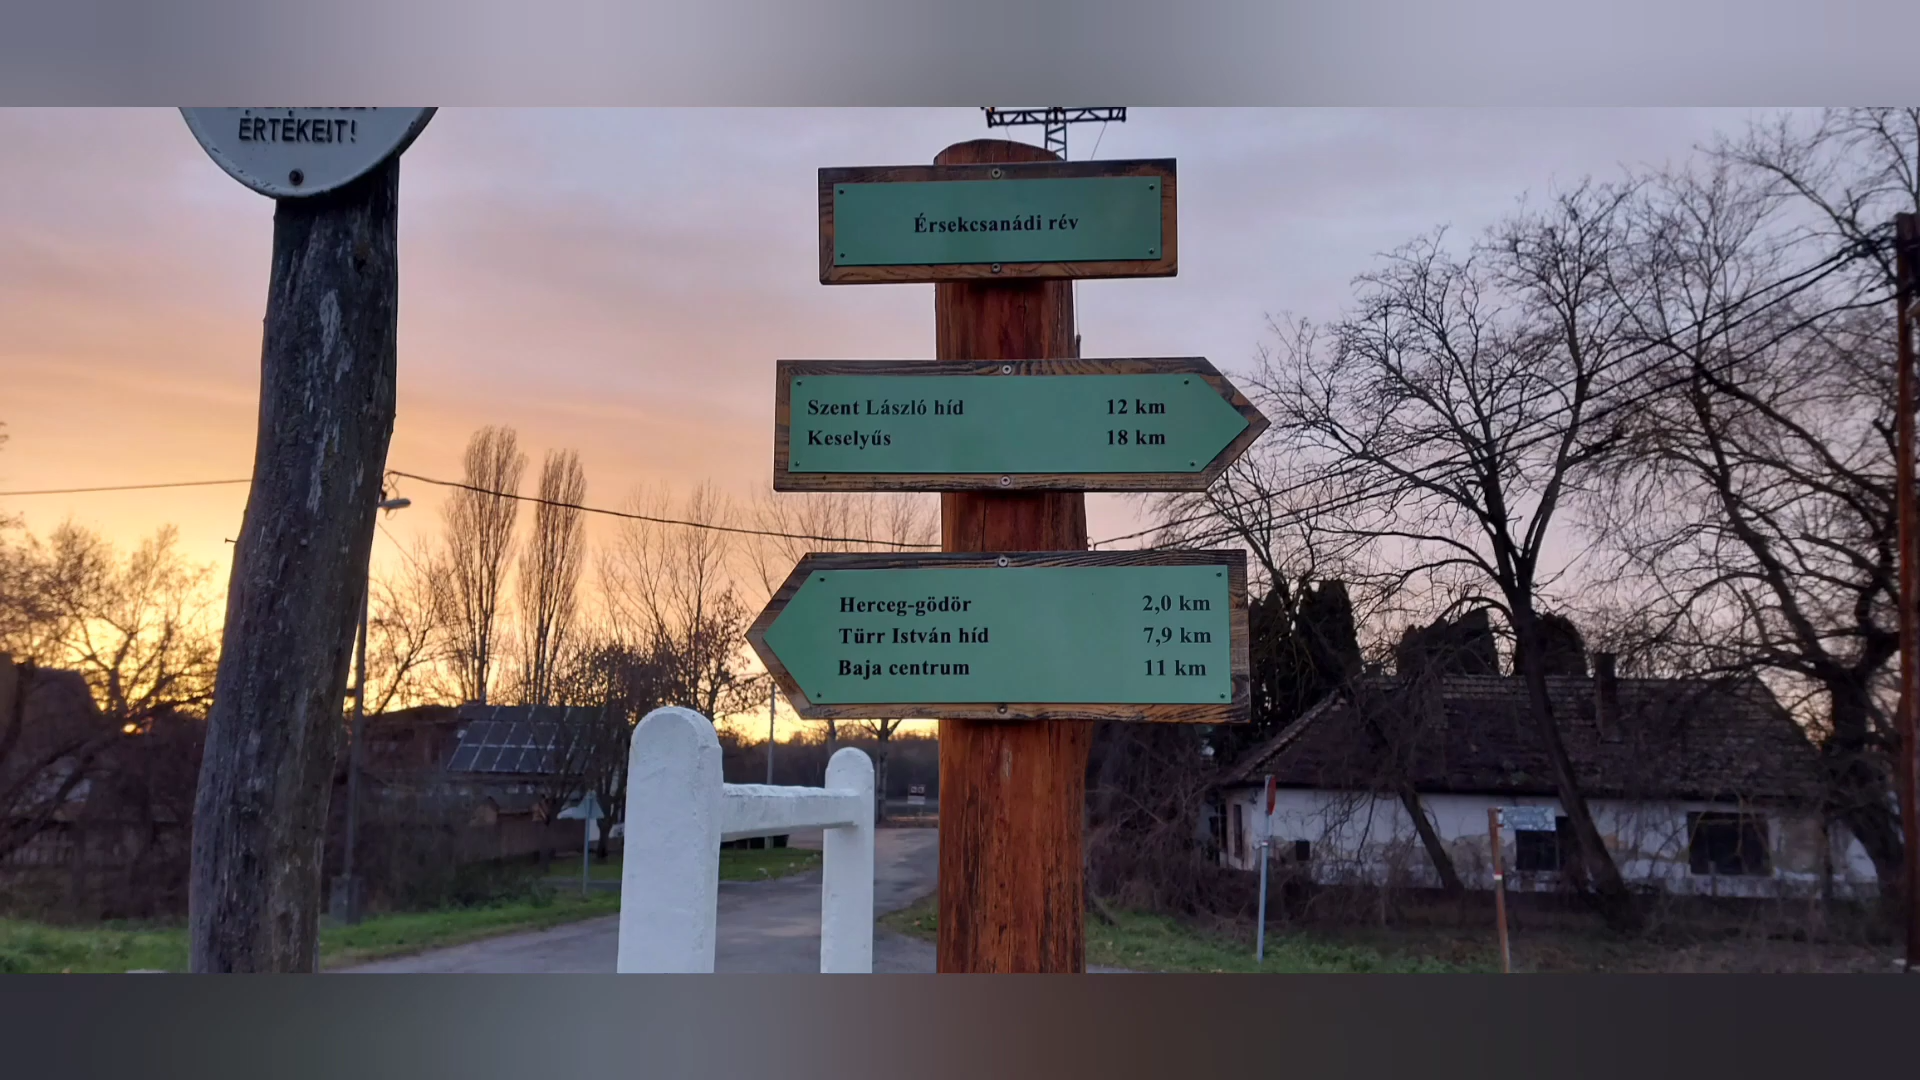 ÉRTÉKEIT!
Érsekcsanádi rév
Szent László híd 12 km
Keselyűs 18 km
Herceg-gödör 2,0 km
Türr István híd 7,9 km
Baja centrum 11 km